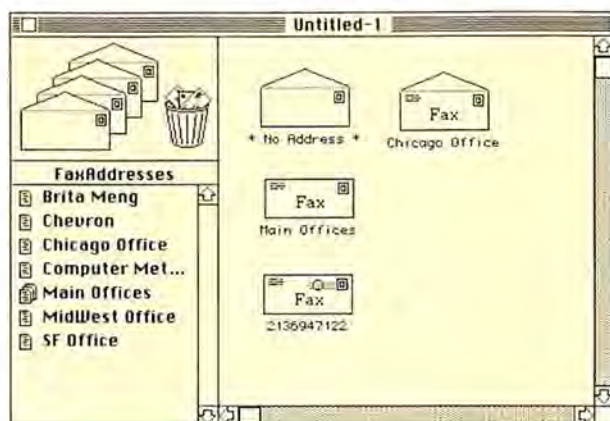 Untitled-1
FaxAddresses
Brita Meng
Chevron
Chicago Office
Computer Met...
Main Offices
MidWest Office
SF Office
* No Address *
Fax
Chicago Office
Fax
Main Offices
Fax
2136947122